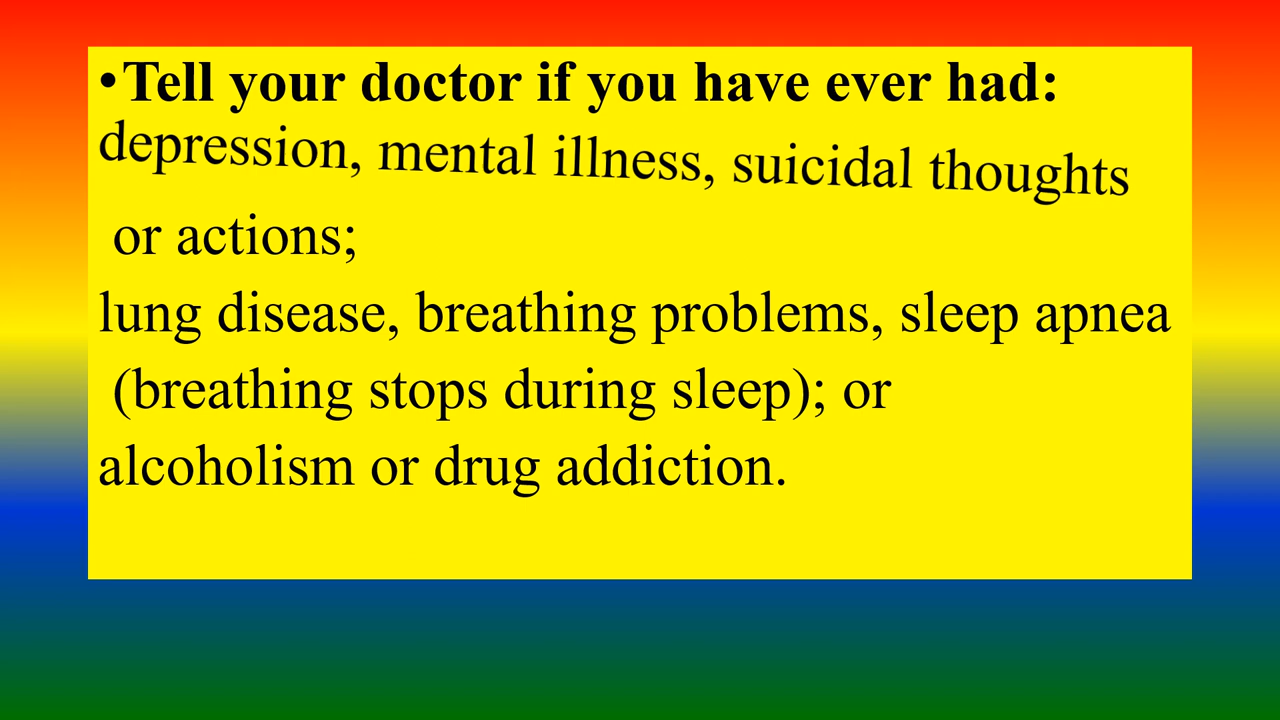 •Tell your doctor if you have ever had:
depression, mental illness, suicidal thoughts
or actions;
lung disease, breathing problems, sleep apnea
(breathing stops during sleep); or
alcoholism or drug addiction.